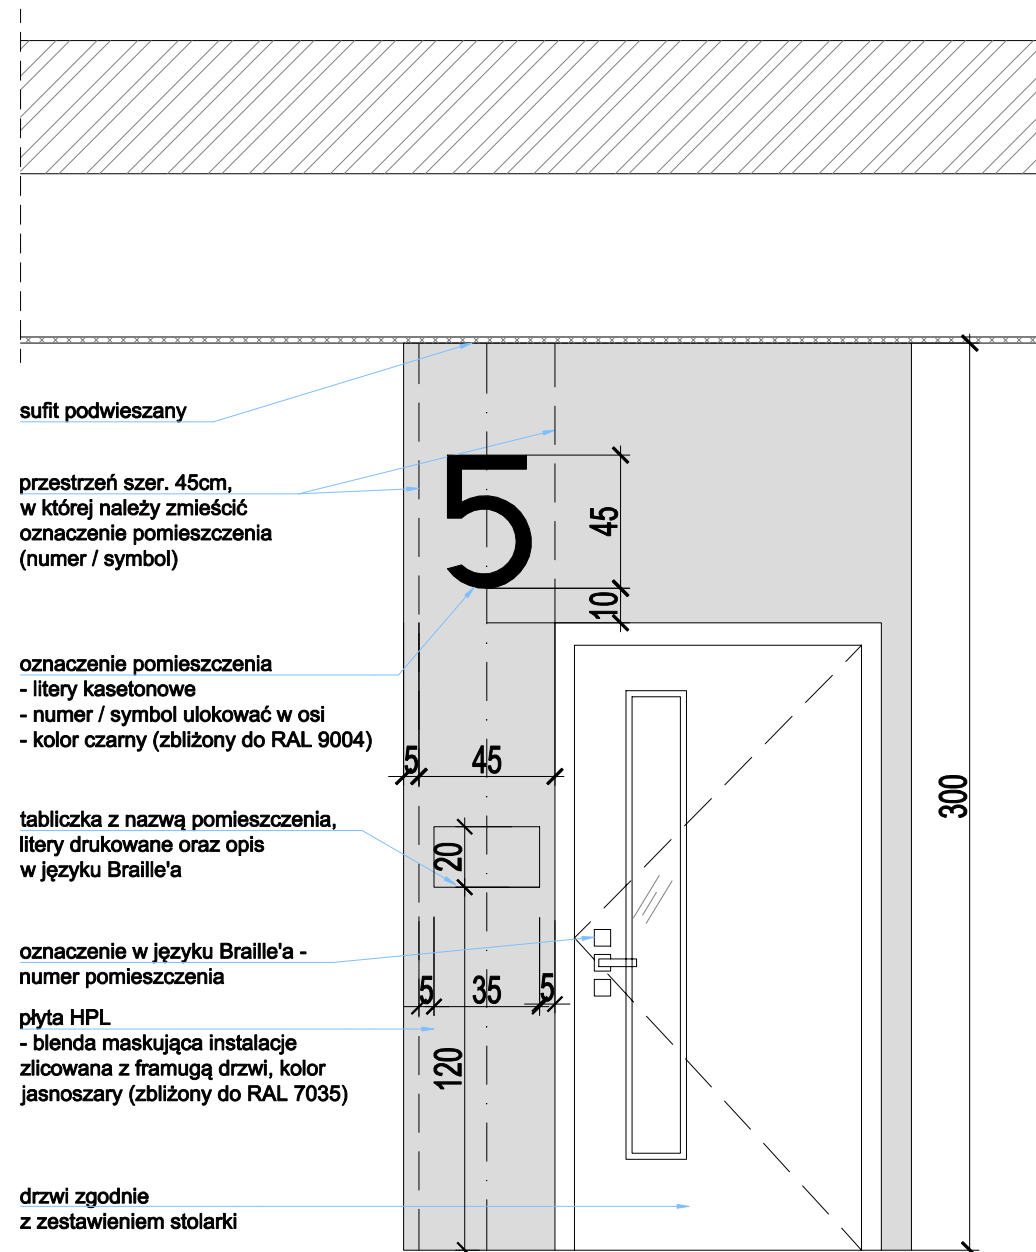 sufit podwieszany
przestrzeń szer. 45cm,
w której należy zmieścić
oznaczenie pomieszczenia
(numer / symbol)
5
45
10
oznaczenie pomieszczenia
- litery kasetonowe
- numer / symbol ulokować w osi
- kolor czarny (zbliżony do RAL 9004)
5 45
300
tabliczka z nazwą pomieszczenia,
litery drukowane oraz opis
w języku Braille'a
20
oznaczenie w języku Braille'a -
numer pomieszczenia
5 35 5
płyta HPL
- blenda maskująca instalacje
zlicowana z framugą drzwi, kolor
jasnoszary (zbliżony do RAL 7035)
120
drzwi zgodnie
z zestawieniem stolarki